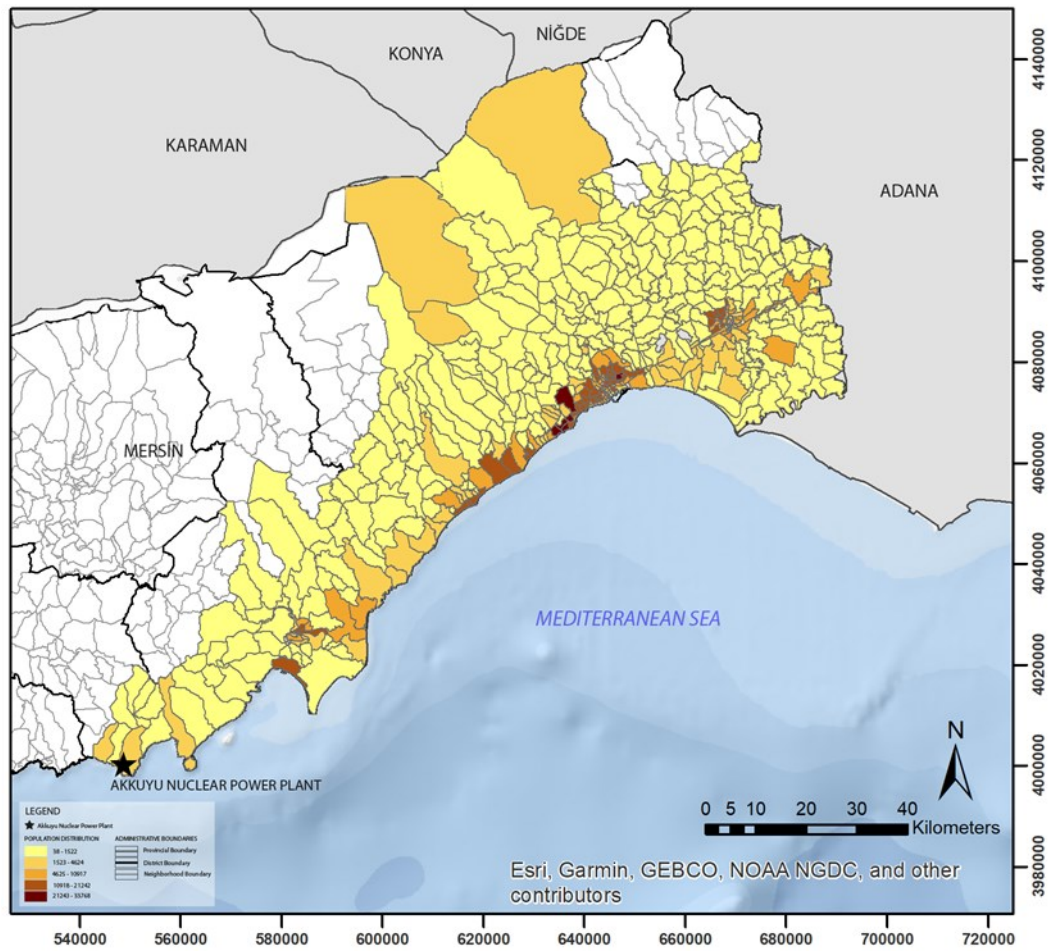 NİĞDE
KONYA
KARAMAN
ADANA
MERSİN
MEDITERRANEAN SEA
AKKUYU NUCLEAR POWER PLANT
N
0 5 10 20 30 40
Kilometers
Esri, Garmin, GEBCO, NOAA NGDC, and other
contributors
LEGEND
Akkuyu Nuclear Power Plant
POPULATION DISTRIBUTION
1523 - 4624
4625 - 10917
10918 - 21242
21243 - 35768
ADMINISTRATIVE BOUNDARIES
Provincial Boundary
District Boundary
Neighborhood Boundary
4140000
4120000
4100000
4080000
4060000
4040000
4020000
4000000
3980000
540000 560000 580000 600000 620000 640000 660000 680000 700000 720000